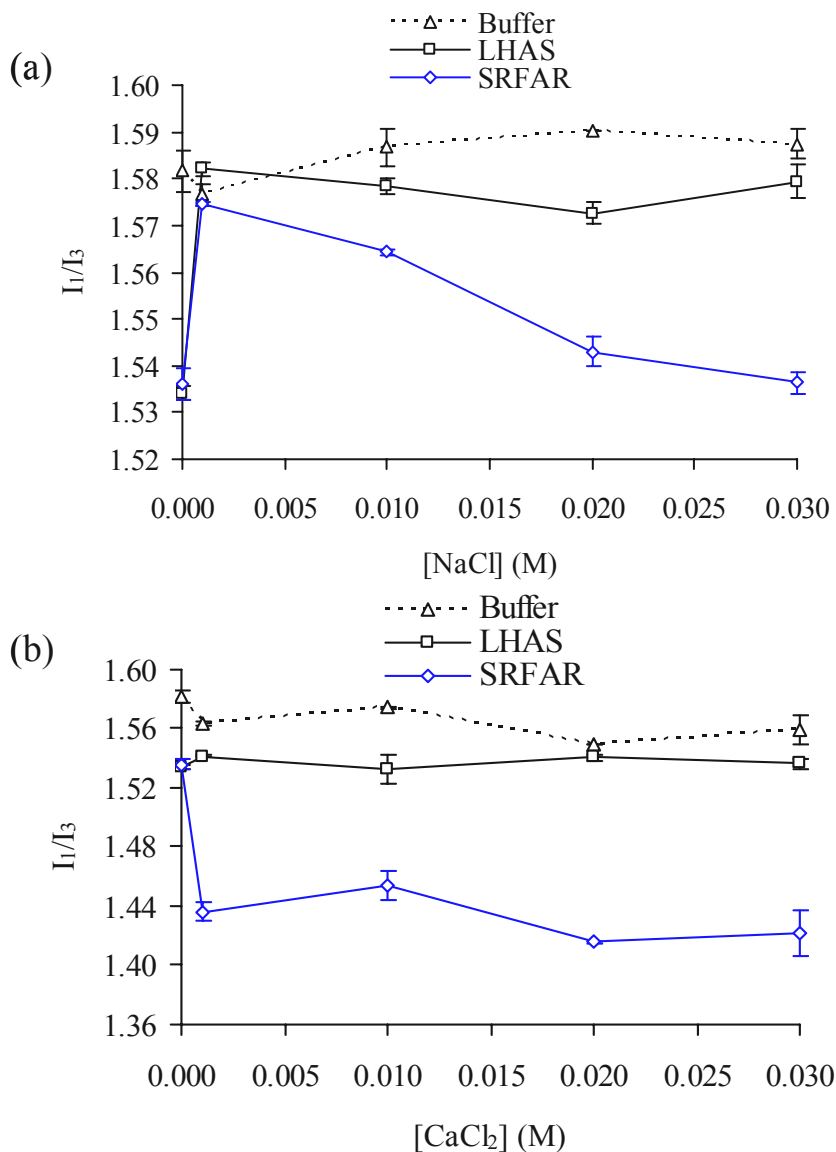 (a)
Buffer
LHAS
SRFAR
1.60
1.59
1.58
1.57
1.56
1.55
1.54
1.53
1.52
I₁/I₃
0.000 0.005 0.010 0.015 0.020 0.025 0.030
[NaCl] (M)
(b)
Buffer
LHAS
SRFAR
1.60
1.56
1.52
1.48
1.44
1.40
1.36
I₁/I₃
0.000 0.005 0.010 0.015 0.020 0.025 0.030
[CaCl₂] (M)